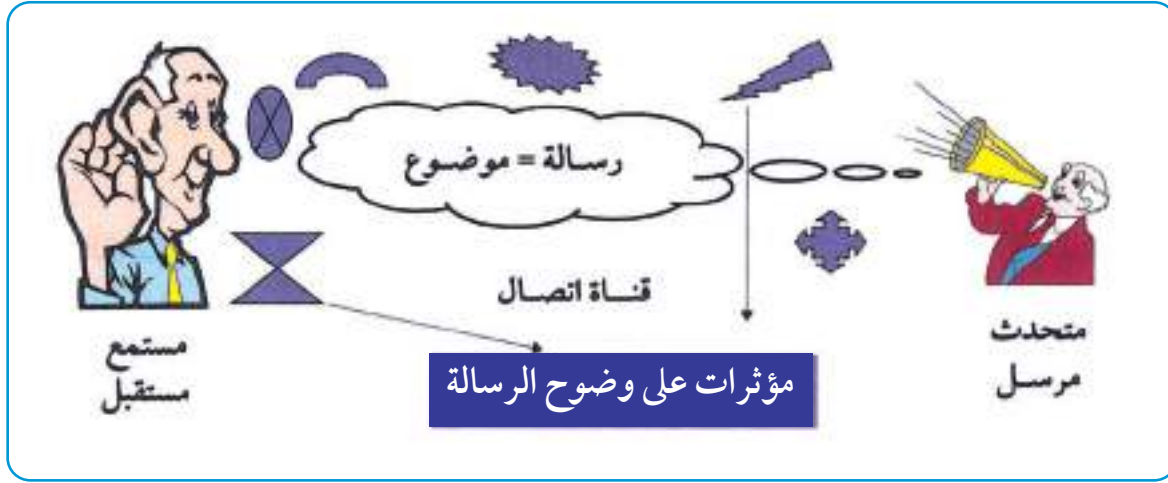 رسالة = موضوع
قناة اتصال
متحدث
مرسل
مستمع
مستقبل
مؤثرات على وضوح الرسالة